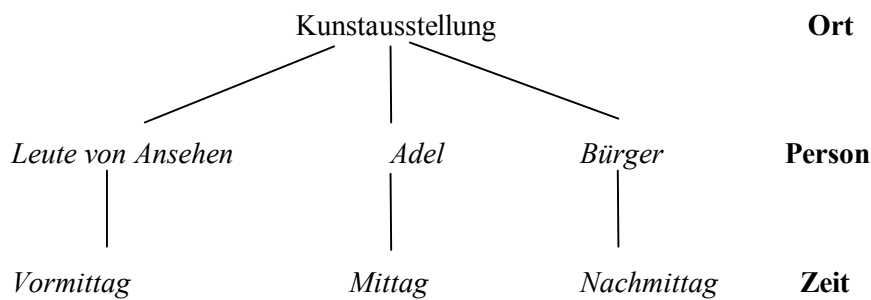 Kunstausstellung Ort
Leute von Ansehen Adel Bürger Person
Vormittag Mittag Nachmittag Zeit